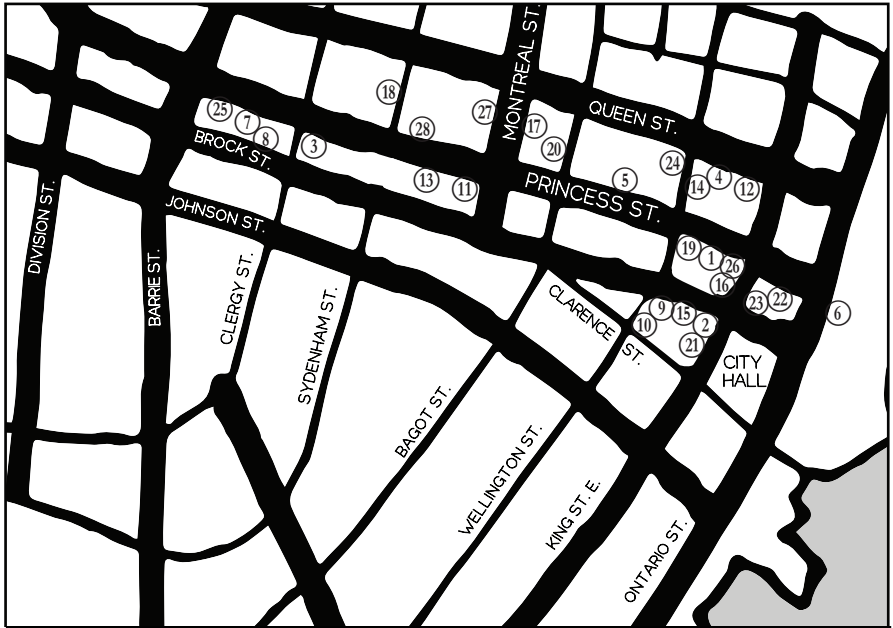 MONTREAL ST.
18
25
7
8
3
28
27
17
20
QUEEN ST.
BROCK ST.
13
11
PRINCESS ST.
5
24
14
4
12
JOHNSON ST.
DIVISION ST.
BARRIE ST.
CLERGY ST.
SYDENHAM ST.
19
1
26
16
23
22
6
CLARENCE
ST.
9
15
10
2
21
CITY
HALL
BAGOT ST.
WELLINGTON ST.
KING ST. E.
ONTARIO ST.